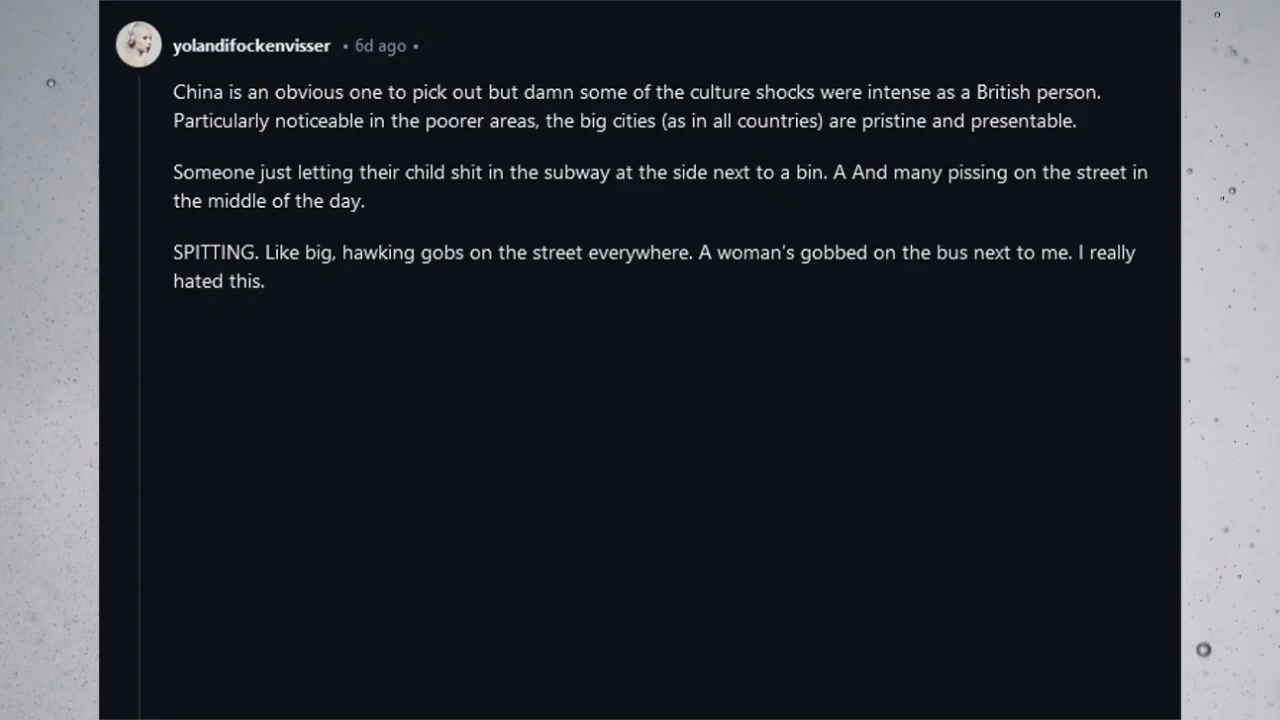 yolandifockenvisser • 6d ago •
China is an obvious one to pick out but damn some of the culture shocks were intense as a British person.
Particularly noticeable in the poorer areas, the big cities (as in all countries) are pristine and presentable.
Someone just letting their child shit in the subway at the side next to a bin. A And many pissing on the street in
the middle of the day.
SPITTING. Like big, hawking gobs on the street everywhere. A woman’s gobbed on the bus next to me. I really
hated this.